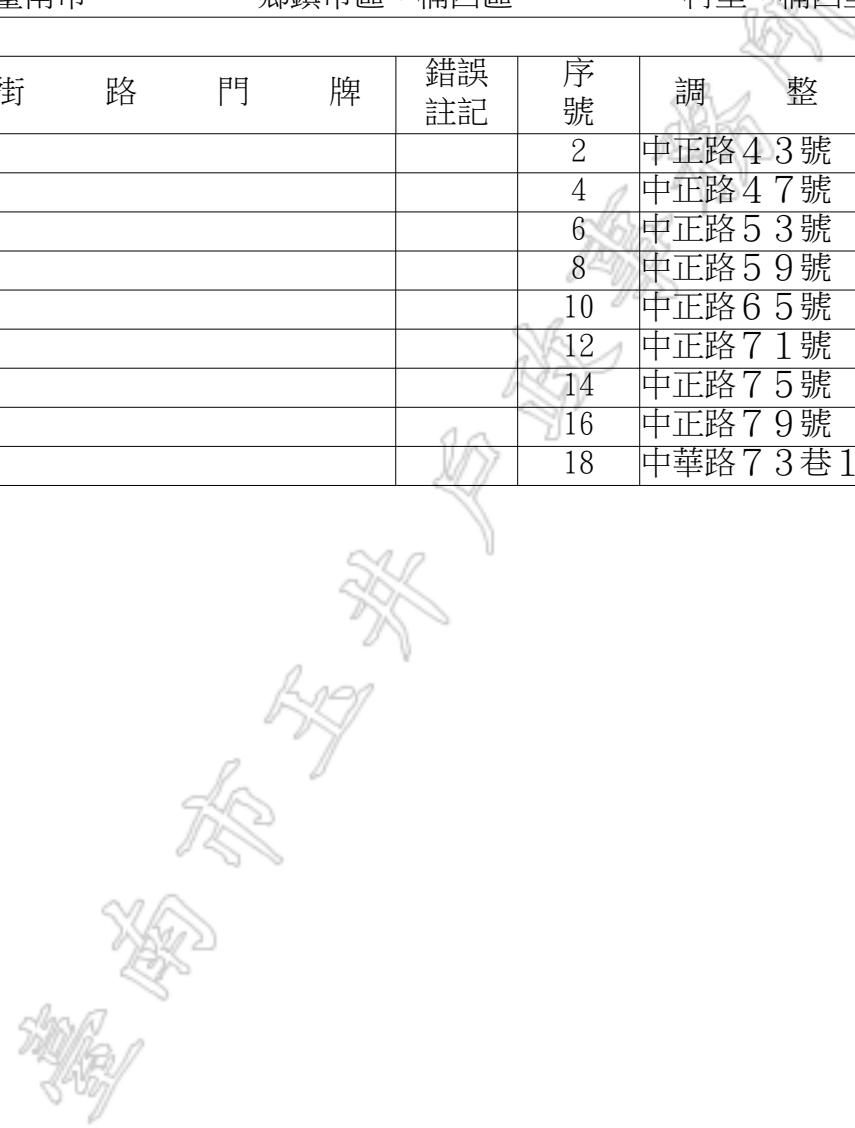 臺南市 鄉鎮市區：楠西區 村里：楠西里
街路門牌 錯誤註記 序號 調整
2 中正路４３號
4 中正路４７號
6 中正路５３號
8 中正路５９號
10 中正路６５號
12 中正路７１號
14 中正路７５號
16 中正路７９號
18 中華路７３巷１
臺南市玉井戶政事務所